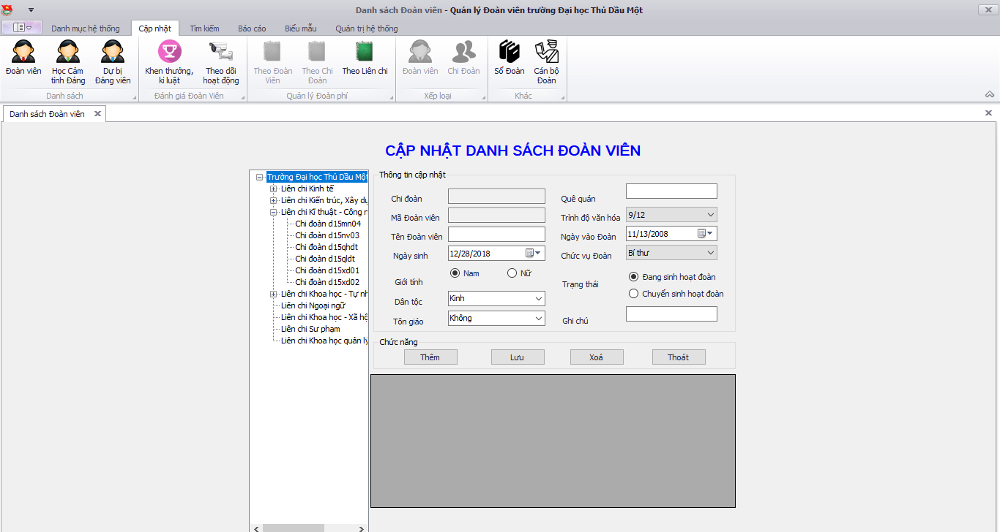 Danh sách Đoàn viên - Quản lý Đoàn viên trường Đại học Thủ Dầu Một
Danh mục hệ thống
Cập nhật
Tìm kiếm
Báo cáo
Biểu mẫu
Quản trị hệ thống
Đoàn viên
Học Cảm
tình Đảng
Dự bị
Đảng viên
Danh sách
Khen thưởng,
kỉ luật
Theo dõi
hoạt động
Đánh giá Đoàn Viên
Theo Đoàn
Viên
Theo Chi
Đoàn
Theo Liên chi
Quản lý Đoàn phí
Đoàn viên
Chi Đoàn
Xếp loại
Sổ Đoàn
Cán bộ
Đoàn
Khác
Danh sách Đoàn viên
CẬP NHẬT DANH SÁCH ĐOÀN VIÊN
Trường Đại học Thủ Dầu Một
Liên chi Kinh tế
Liên chi Kiến trúc, Xây dự
Liên chi Kĩ thuật - Công n
Chi đoàn d15mn04
Chi đoàn d15nv03
Chi đoàn d15qhdt
Chi đoàn d15qldt
Chi đoàn d15xd01
Chi đoàn d15xd02
Liên chi Khoa học - Tự nh
Liên chi Ngoại ngữ
Liên chi Khoa học - Xã hộ
Liên chi Sư phạm
Liên chi Khoa học quản lý
Thông tin cập nhật
Chi đoàn
Mã Đoàn viên
Tên Đoàn viên
Ngày sinh
12/28/2018
Giới tính
Nam
Nữ
Dân tộc
Kinh
Tôn giáo
Không
Quê quán
Trình độ văn hóa
9/12
Ngày vào Đoàn
11/13/2008
Chức vụ Đoàn
Bí thư
Trạng thái
Đang sinh hoạt đoàn
Chuyển sinh hoạt đoàn
Ghi chú
Chức năng
Thêm
Lưu
Xoá
Thoát